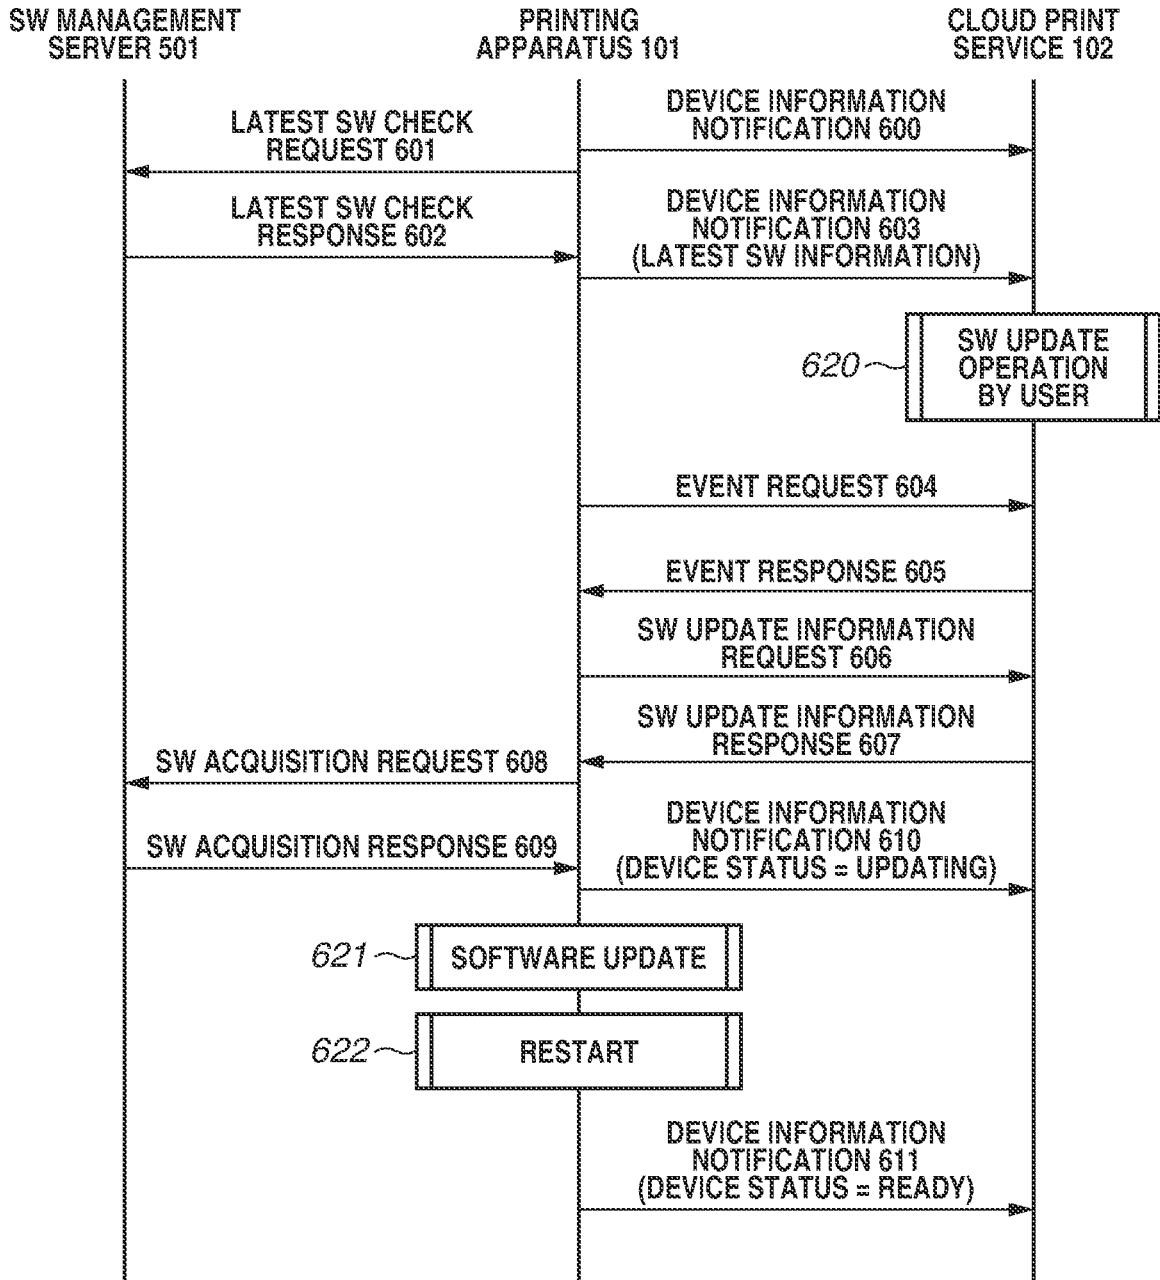 SW MANAGEMENT
SERVER 501
PRINTING
APPARATUS 101
CLOUD PRINT
SERVICE 102
DEVICE INFORMATION
NOTIFICATION 600
LATEST SW CHECK
REQUEST 601
LATEST SW CHECK
RESPONSE 602
DEVICE INFORMATION
NOTIFICATION 603
(LATEST SW INFORMATION)
620
SW UPDATE
OPERATION
BY USER
EVENT REQUEST 604
EVENT RESPONSE 605
SW UPDATE INFORMATION
REQUEST 606
SW UPDATE INFORMATION
RESPONSE 607
SW ACQUISITION REQUEST 608
SW ACQUISITION RESPONSE 609
DEVICE INFORMATION
NOTIFICATION 610
(DEVICE STATUS = UPDATING)
621
SOFTWARE UPDATE
622
RESTART
DEVICE INFORMATION
NOTIFICATION 611
(DEVICE STATUS = READY)